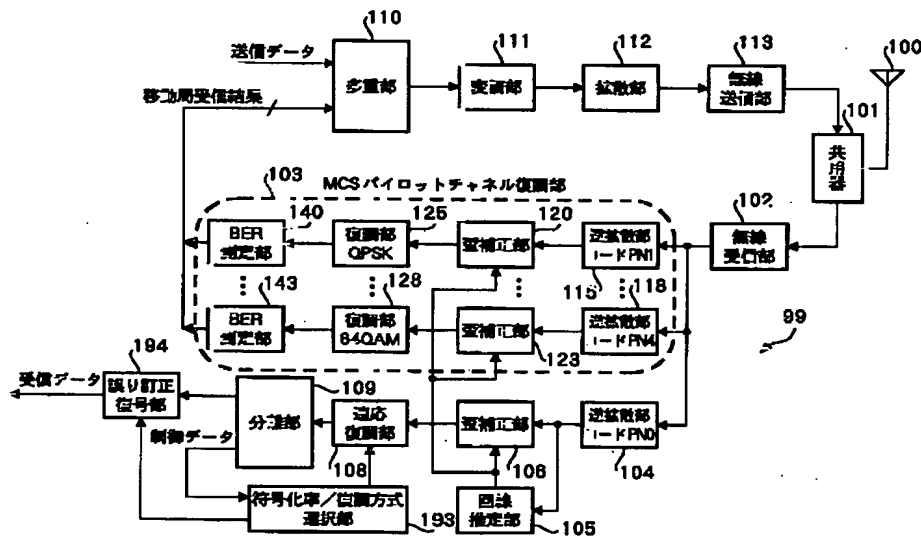 110
111
112
113
100
送信データ
多重部
変調部
拡散部
無線
送信部
移動局受信結果
101
共用器
103
MCSパイロットチャネル復調部
140
125
120
102
BER
測定部
復調部
QPSK
歪補正部
逆拡散部
コードPN1
無線
受信部
115
118
143
128
BER
測定部
復調部
64QAM
歪補正部
逆拡散部
コードPN4
123
99
194
109
受信データ
誤り訂正
復号部
分離部
適応
復調部
歪補正部
逆拡散部
コードPN0
制御データ
108
106
104
符号化率/復調方式
選択部
193
回線
推定部
105